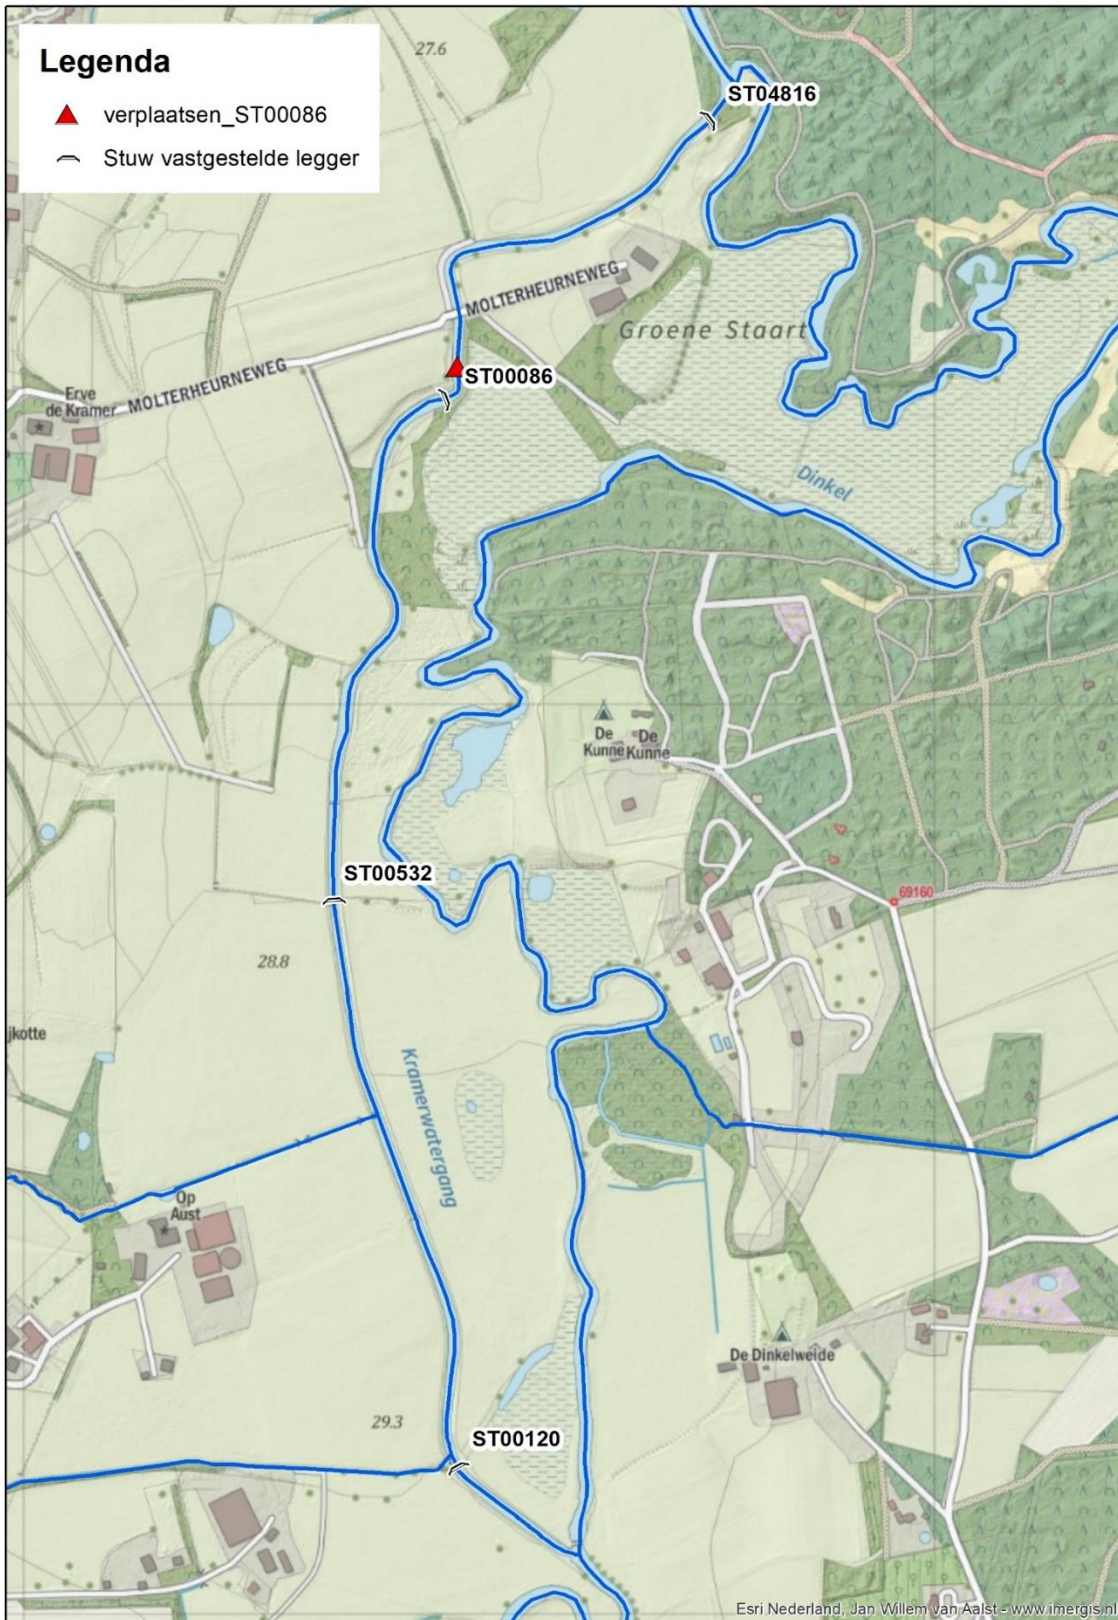 Legenda
verplaatsen_ST00086
Stuw vastgestelde legger
27.6
ST04816
MOLTERHEURNEWEG
Groene Staart
MOLTERHEURNEWEG
ST00086
Erve
de Kramer
Dinkel
De
Kunne
De
Kunne
ST00532
69160
28.8
jkotte
Kramerwatergang
Op
Aust
De Dinkelweide
29.3
ST00120
Esri Nederland, Jan Willem van Aalst - www.imergis.nl